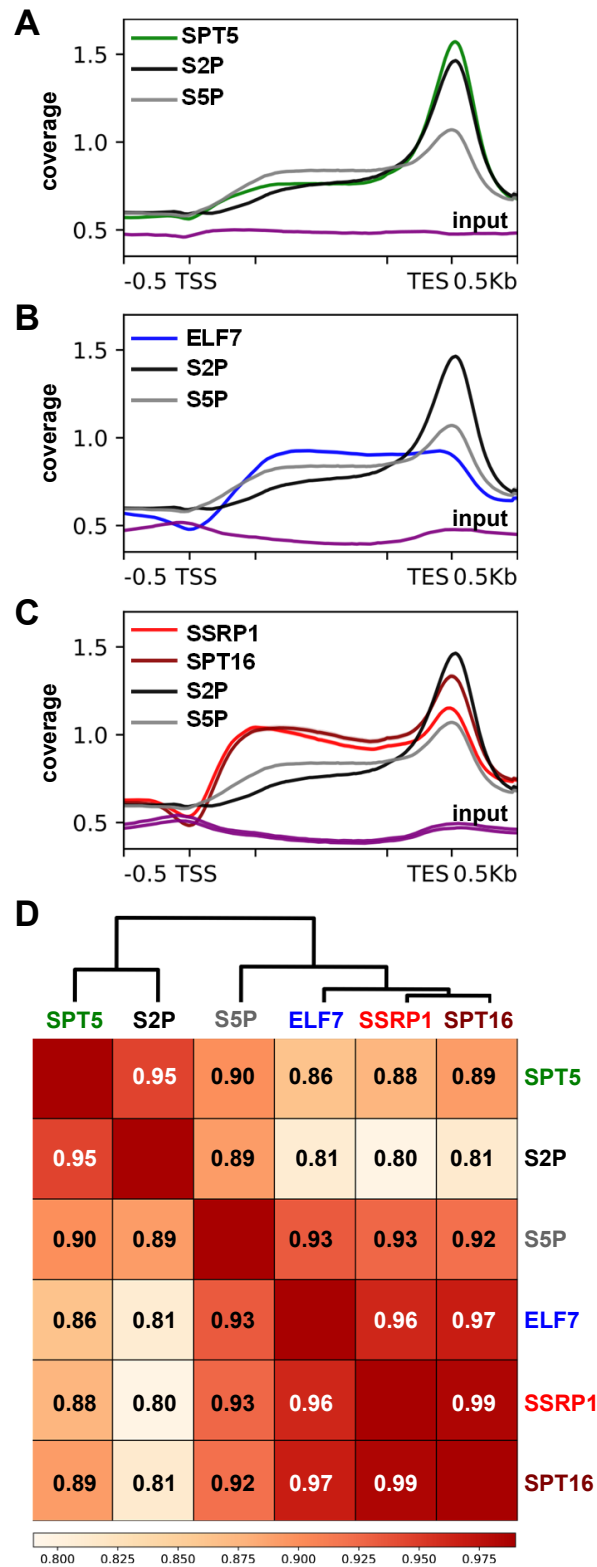 A
SPT5
S2P
S5P
coverage
1.5
1.0
0.5
input
-0.5 TSS TES 0.5Kb
B
ELF7
S2P
S5P
coverage
1.5
1.0
0.5
input
-0.5 TSS TES 0.5Kb
C
SSRP1
SPT16
S2P
S5P
coverage
1.5
1.0
0.5
input
-0.5 TSS TES 0.5Kb
D
SPT5 S2P S5P ELF7 SSRP1 SPT16
0.95 0.90 0.86 0.88 0.89 SPT5
0.95 0.89 0.81 0.80 0.81 S2P
0.90 0.89 0.93 0.93 0.92 S5P
0.86 0.81 0.93 0.96 0.97 ELF7
0.88 0.80 0.93 0.96 0.99 SSRP1
0.89 0.81 0.92 0.97 0.99 SPT16
0.800 0.825 0.850 0.875 0.900 0.925 0.950 0.975